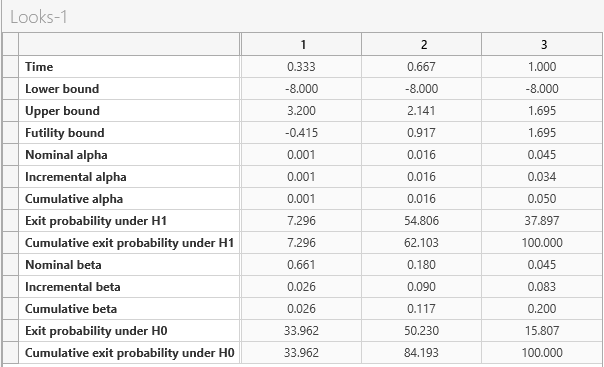 Looks-1
1 2 3
Time 0.333 0.667 1.000
Lower bound -8.000 -8.000 -8.000
Upper bound 3.200 2.141 1.695
Futility bound -0.415 0.917 1.695
Nominal alpha 0.001 0.016 0.045
Incremental alpha 0.001 0.016 0.034
Cumulative alpha 0.001 0.016 0.050
Exit probability under H1 7.296 54.806 37.897
Cumulative exit probability under H1 7.296 62.103 100.000
Nominal beta 0.661 0.180 0.045
Incremental beta 0.026 0.090 0.083
Cumulative beta 0.026 0.117 0.200
Exit probability under H0 33.962 50.230 15.807
Cumulative exit probability under H0 33.962 84.193 100.000